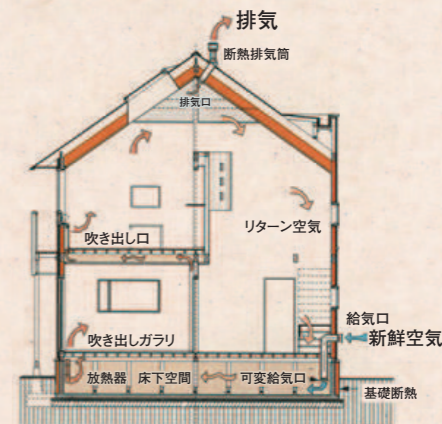 排気
断熱排気筒
排気口
吹き出し口
リターン空気
吹き出しガラリ
給気口
新鮮空気
放熱器
床下空間
可変給気口
基礎断熱